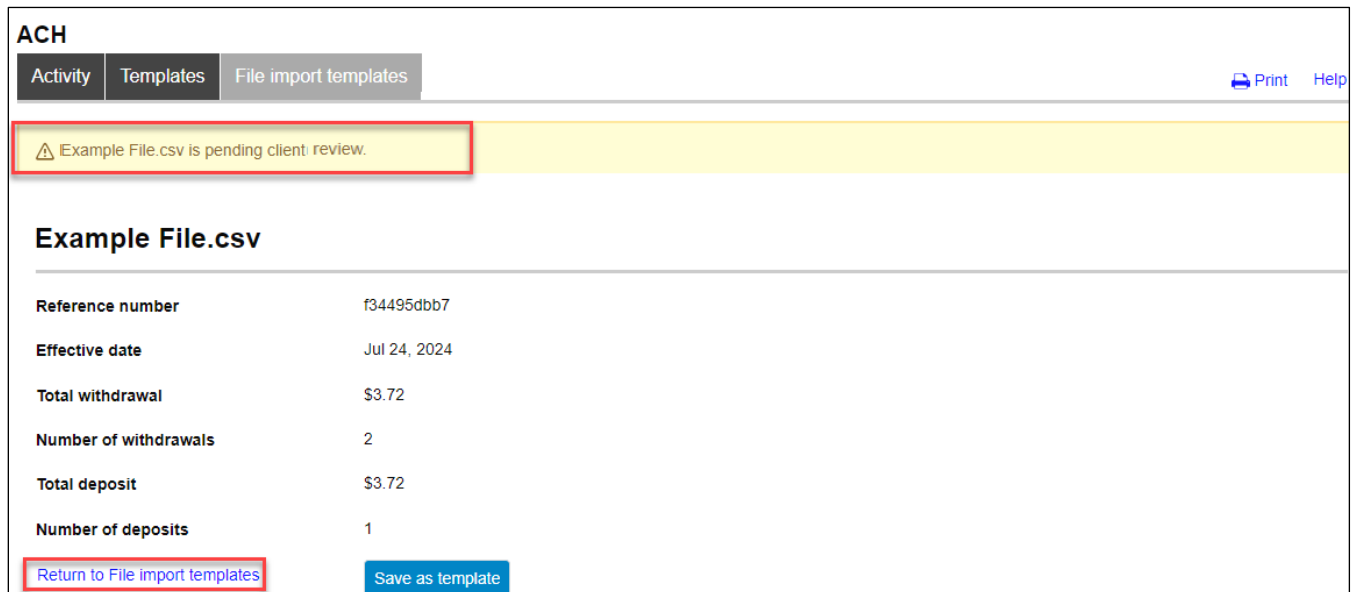 ACH
Activity Templates File import templates
Print Help
Example File.csv is pending client review.
Example File.csv
Reference number f34495dbb7
Effective date Jul 24, 2024
Total withdrawal $3.72
Number of withdrawals 2
Total deposit $3.72
Number of deposits 1
Return to File import templates Save as template